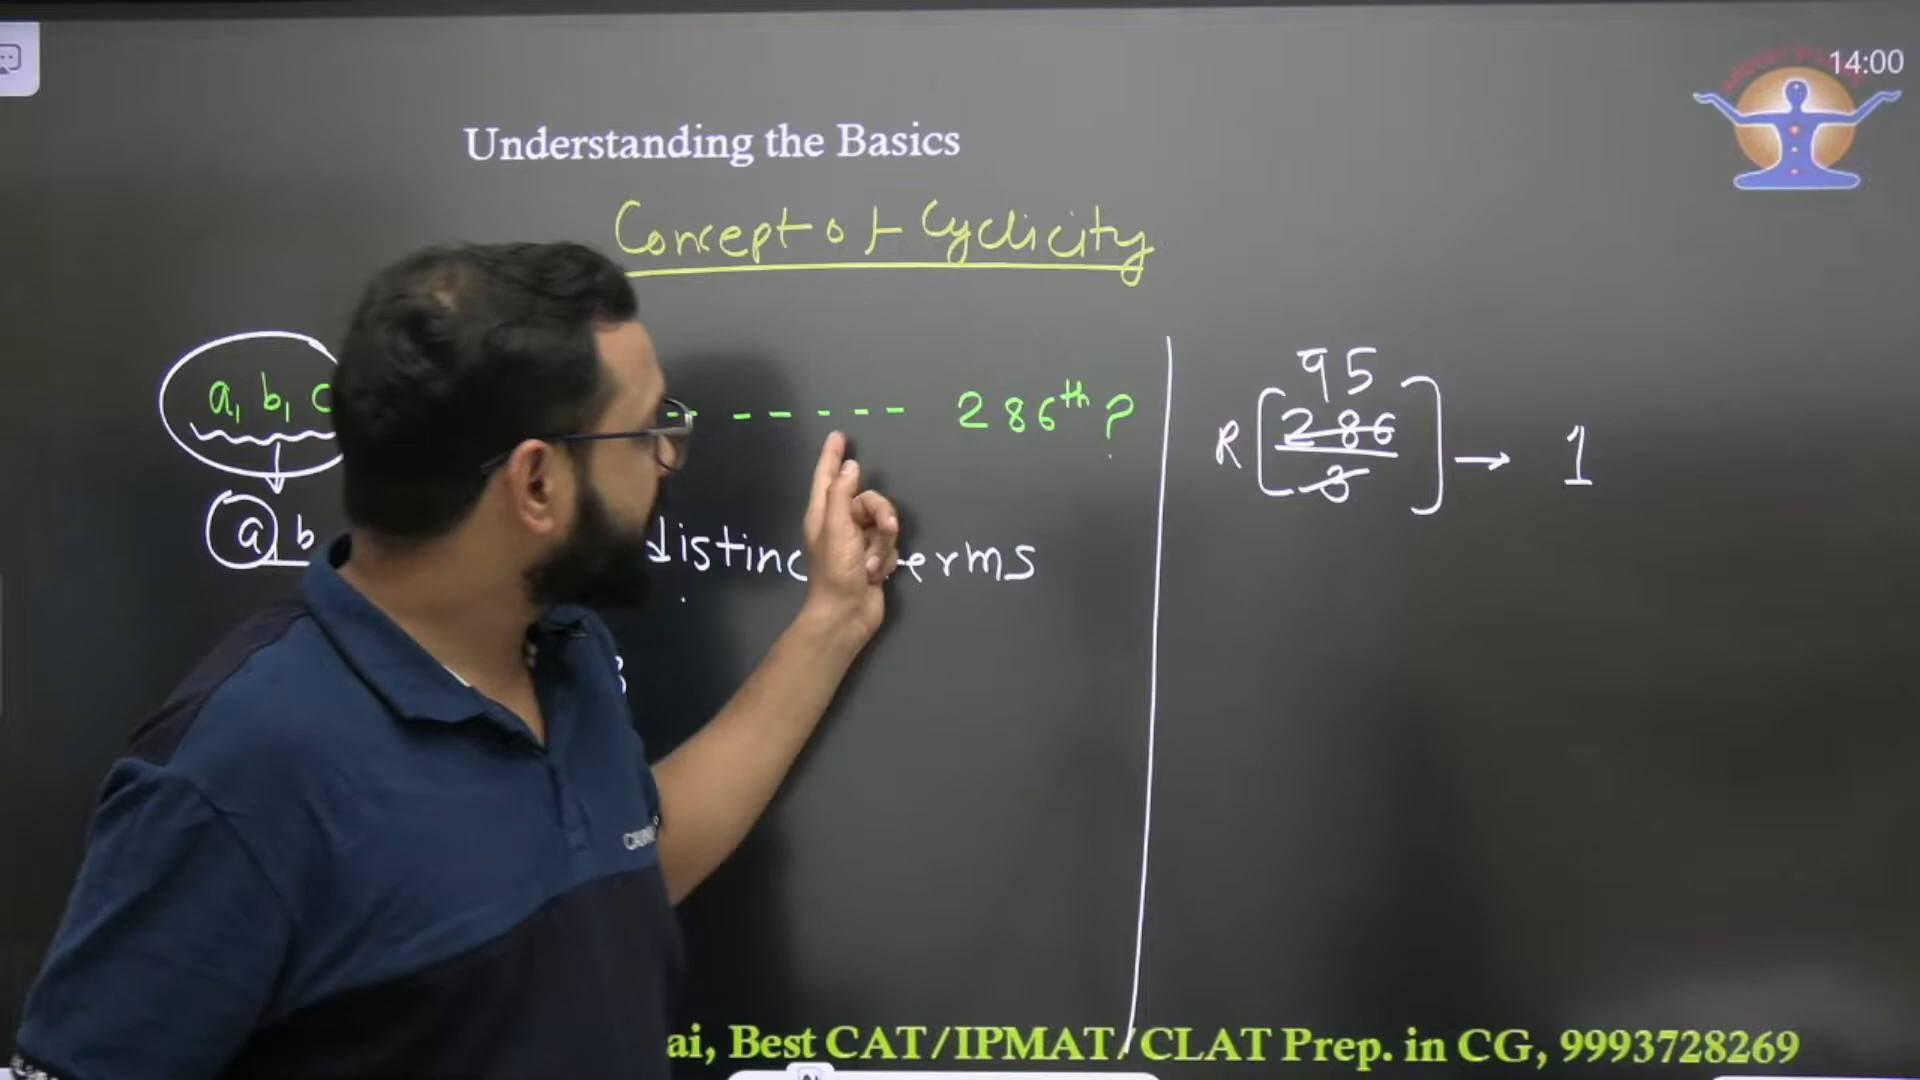 14:00
Understanding the Basics
Concept of Cyclicity
a, b, c
-- -- -- -- 286th ?
a b
distinc erms
95
R [ 286 / 3 ] → 1
ai, Best CAT/IPMAT/CLAT Prep. in CG, 9993728269